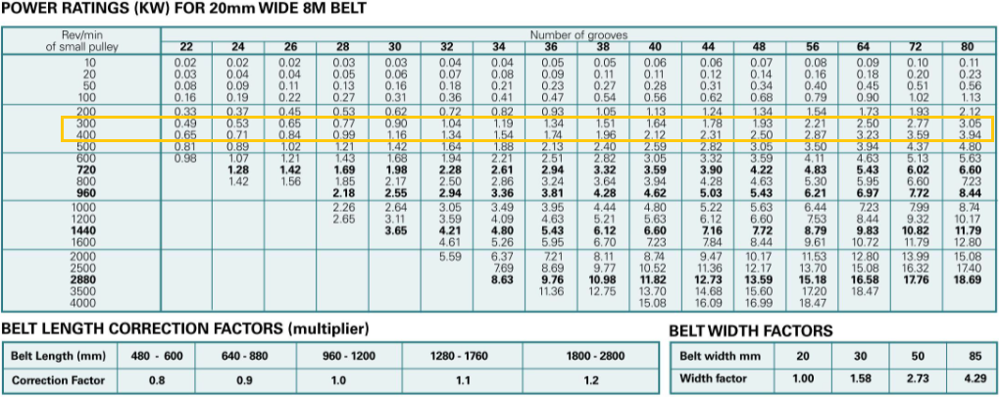 POWER RATINGS (KW) FOR 20mm WIDE 8M BELT
Rev/min of small pulley Number of grooves
22 24 26 28 30 32 34 36 38 40 44 48 56 64 72 80
10 0.02 0.02 0.02 0.03 0.03 0.04 0.04 0.05 0.05 0.06 0.06 0.07 0.08 0.09 0.10 0.11
20 0.03 0.04 0.04 0.05 0.06 0.07 0.08 0.09 0.11 0.11 0.12 0.14 0.16 0.18 0.20 0.23
50 0.08 0.09 0.11 0.13 0.16 0.18 0.21 0.23 0.27 0.28 0.31 0.34 0.40 0.45 0.51 0.56
100 0.16 0.19 0.22 0.27 0.31 0.36 0.41 0.47 0.54 0.56 0.62 0.68 0.79 0.90 1.02 1.13
200 0.33 0.37 0.45 0.53 0.62 0.72 0.82 0.93 1.05 1.13 1.24 1.34 1.54 1.73 1.93 2.12
300 0.49 0.53 0.65 0.77 0.90 1.04 1.19 1.34 1.51 1.64 1.78 1.93 2.21 2.50 2.77 3.05
400 0.65 0.71 0.84 0.99 1.16 1.34 1.54 1.74 1.96 2.12 2.31 2.50 2.87 3.23 3.59 3.94
500 0.81 0.89 1.02 1.21 1.42 1.64 1.88 2.13 2.40 2.59 2.82 3.05 3.50 3.94 4.37 4.80
600 0.98 1.07 1.21 1.43 1.68 1.94 2.21 2.51 2.82 3.05 3.32 3.59 4.11 4.63 5.13 5.63
720 1.28 1.42 1.69 1.98 2.28 2.61 2.94 3.32 3.59 3.90 4.22 4.83 5.43 6.02 6.60
800 1.42 1.56 1.85 2.17 2.50 2.86 3.24 3.64 3.94 4.28 4.63 5.30 5.95 6.60 723
960 2.18 2.55 2.94 3.36 3.81 4.28 4.62 5.03 5.43 6.21 6.97 7.72 8.44
1000 2.26 2.64 3.05 3.49 3.95 4.44 4.80 5.22 5.63 6.44 723 7.99 8.74
1200 2.65 3.11 3.59 4.09 4.63 5.21 5.63 6.12 6.60 7.53 8.44 9.32 10.17
1440 3.65 4.21 4.80 5.43 6.12 6.60 7.16 7.72 8.79 9.83 10.82 11.79
1600 4.61 5.26 5.95 6.70 723 7.84 8.44 9.61 10.72 11.79 12.80
2000 5.59 6.37 721 8.11 8.74 9.47 10.17 11.53 12.80 13.99 15.08
2500 7.69 8.69 9.77 10.52 11.36 12.17 13.70 15.08 16.32 1740
2880 8.63 9.76 10.98 11.82 12.73 13.59 15.18 16.58 17.76 18.69
3500 11.36 12.75 13.70 14.68 15.60 1720 18.47
4000 15.08 16.09 16.99 18.47
BELT LENGTH CORRECTION FACTORS (multiplier)
Belt Length (mm) 480 - 600 640 - 880 960 - 1200 1280 - 1760 1800 - 2800
Correction Factor 0.8 0.9 1.0 1.1 1.2
BELT WIDTH FACTORS
Belt width mm 20 30 50 85
Width factor 1.00 1.58 2.73 4.29